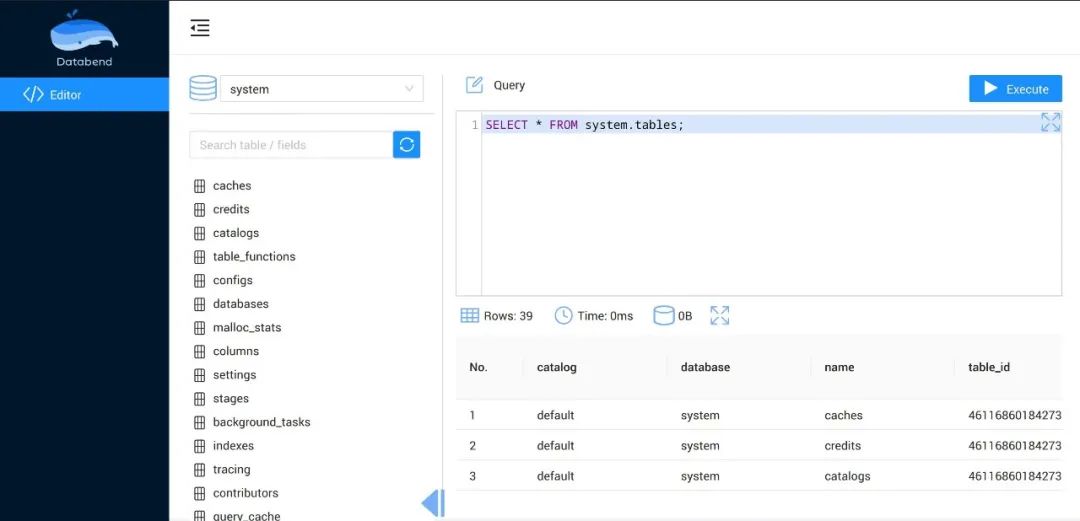 Databend
Editor
system
Search table / fields
caches
credits
catalogs
table_functions
configs
databases
malloc_stats
columns
settings
stages
background_tasks
indexes
tracing
contributors
query_cache
Query
Execute
1 SELECT * FROM system.tables;
Rows: 39 Time: 0ms 0B
No. catalog database name table_id
1 default system caches 46116860184273
2 default system credits 46116860184273
3 default system catalogs 46116860184273